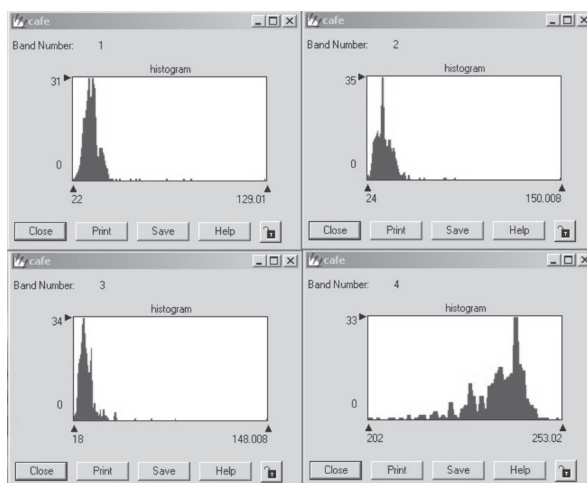 cafe
Band Number: 1
histogram
31
0
22 129.01
Close Print Save Help
cafe
Band Number: 2
histogram
35
0
24 150.008
Close Print Save Help
cafe
Band Number: 3
histogram
34
0
18 148.008
Close Print Save Help
cafe
Band Number: 4
histogram
33
0
202 253.02
Close Print Save Help